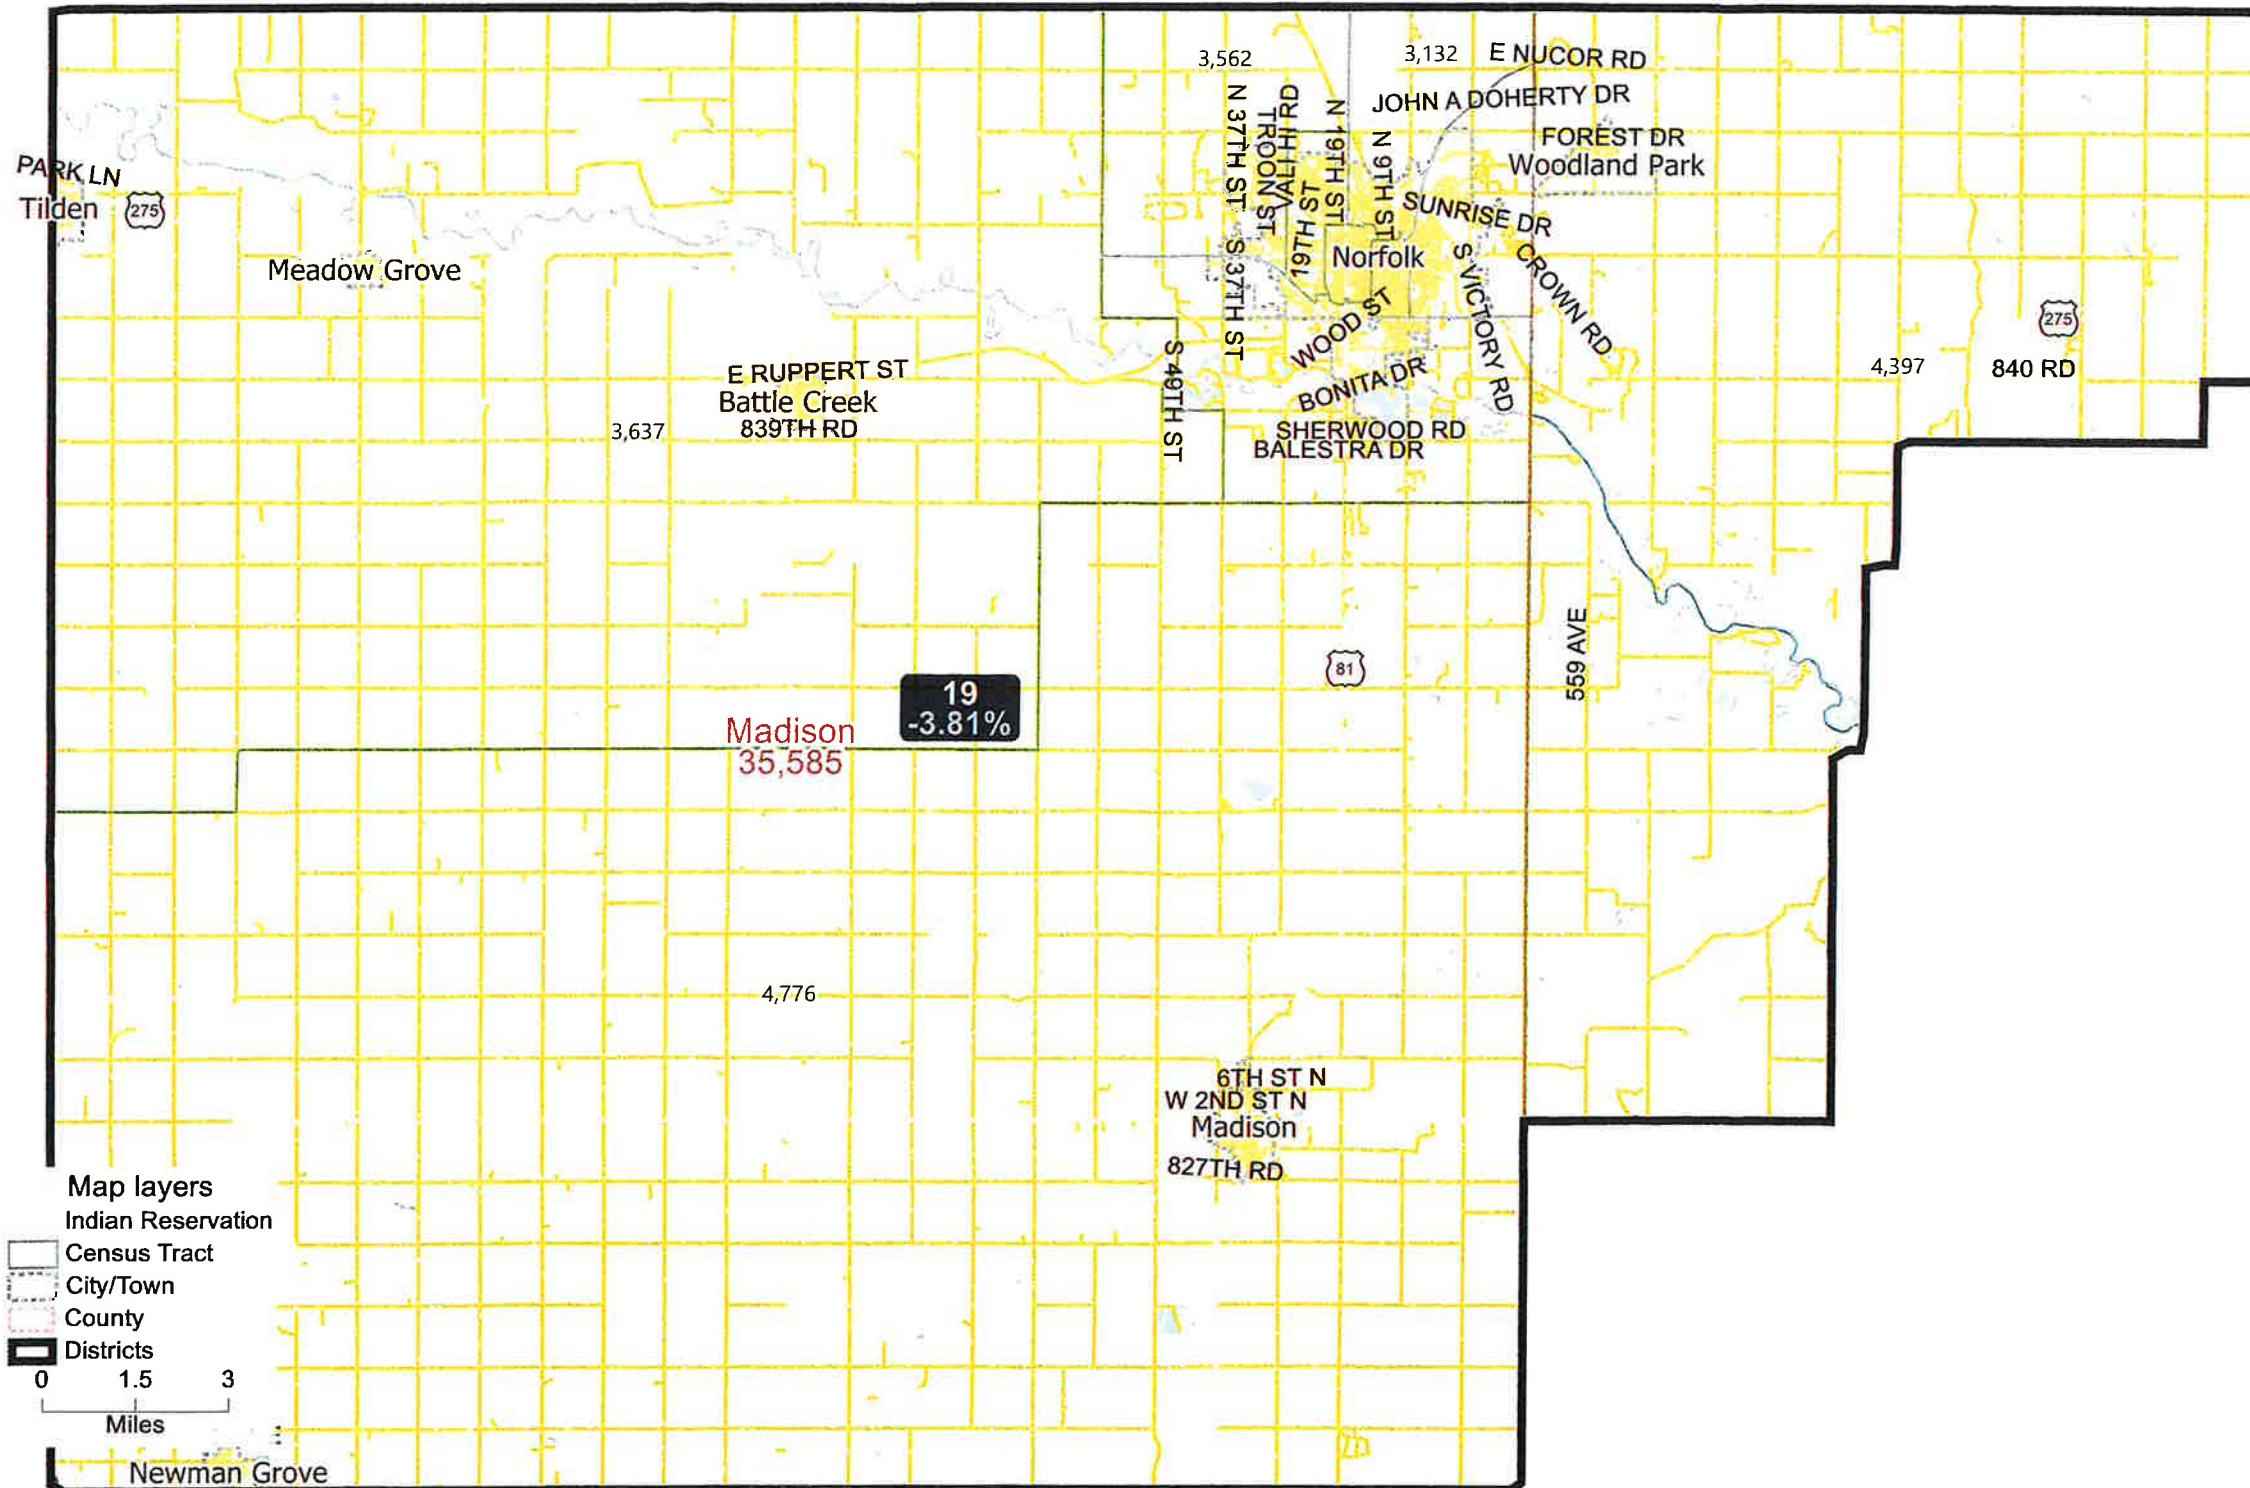 3,562
3,132
E NUCOR RD
JOHN A DOHERTY DR
N 37TH ST
TROON ST
VALI HI RD
N 19TH ST
N 9TH ST
FOREST DR
Woodland Park
PARK LN
Tilden
275
19TH ST
SUNRISE DR
Meadow Grove
Norfolk
S 37TH ST
S VICTORY RD
CROWN RD
WOOD ST
275
E RUPPERT ST
Battle Creek
839TH RD
3,637
S 49TH ST
BONITA DR
4,397
840 RD
SHERWOOD RD
BALESTRA DR
559 AVE
81
19
-3.81%
Madison
35,585
4,776
6TH ST N
W 2ND ST N
Madison
827TH RD
Map layers
Indian Reservation
Census Tract
City/Town
County
Districts
0 1.5 3
Miles
Newman Grove